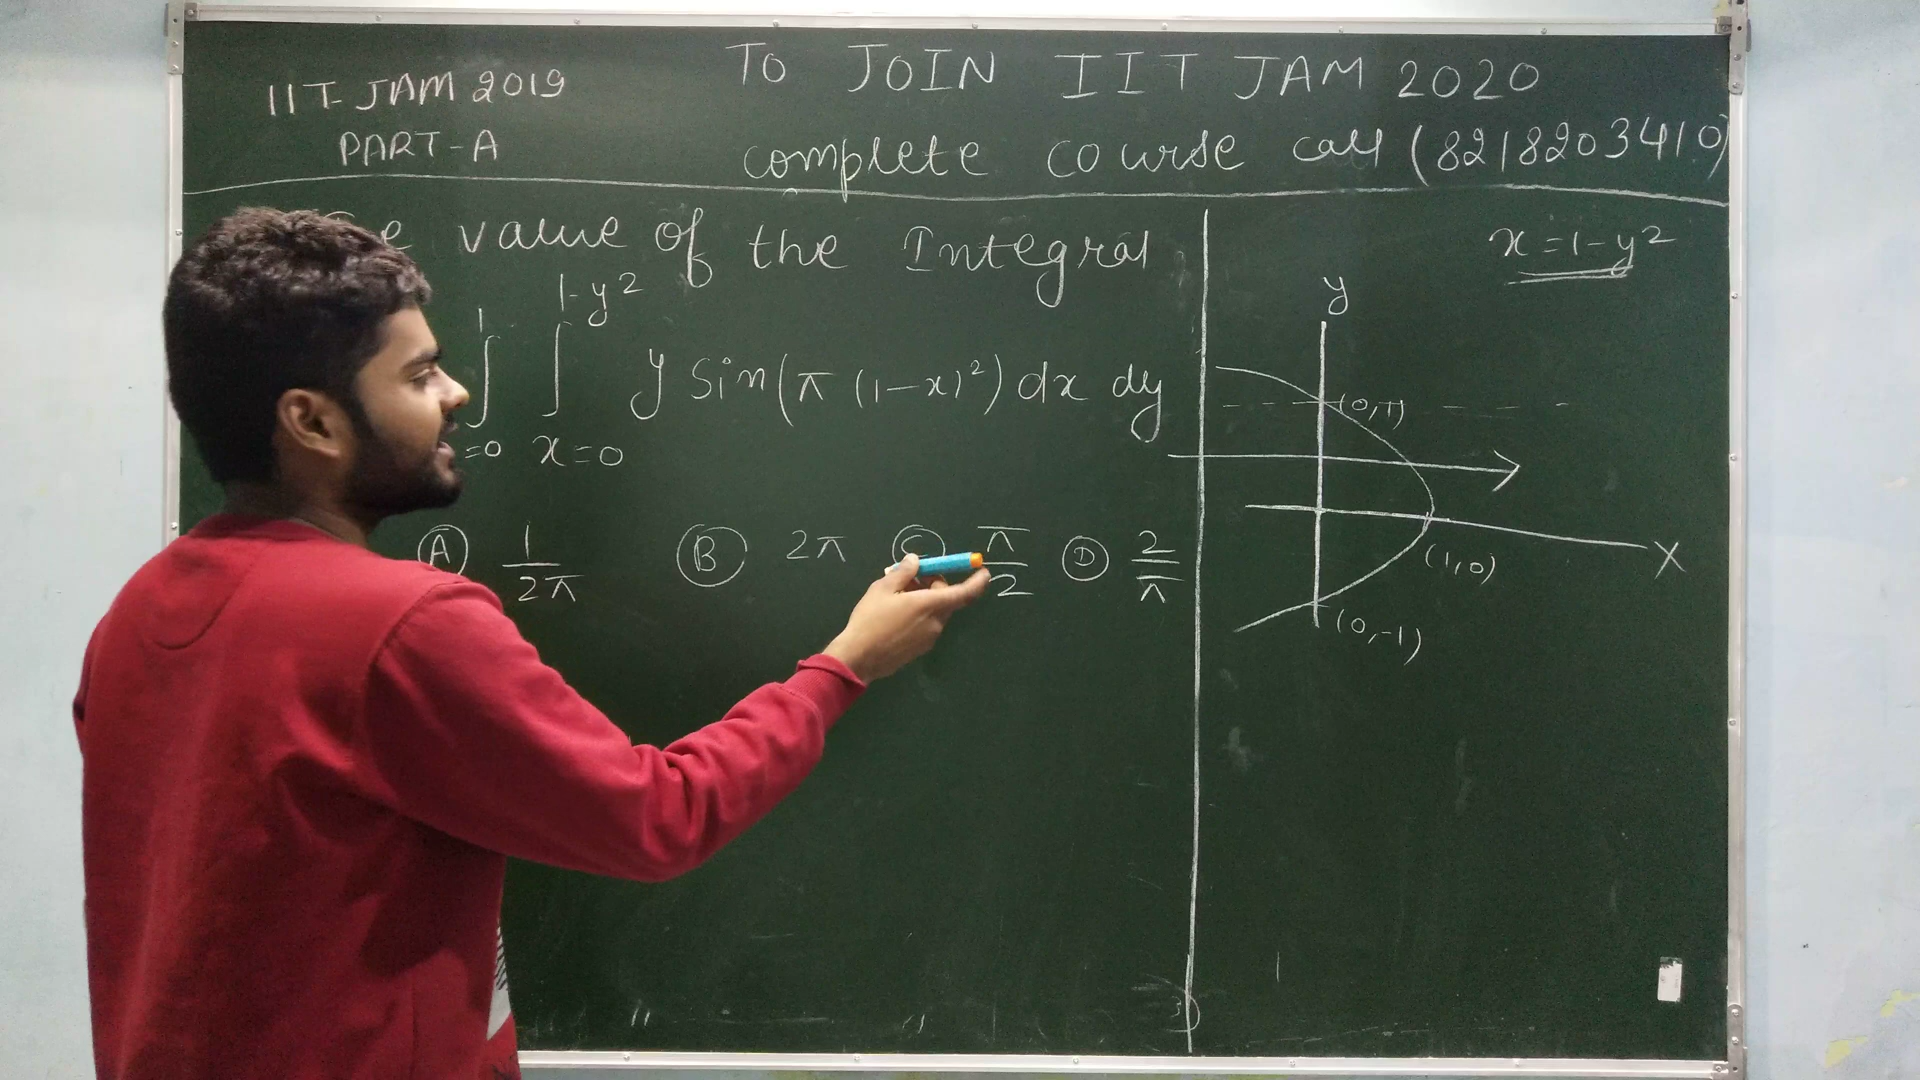 IIT JAM 2019
PART-A
TO JOIN IIT JAM 2020
complete course call (8218203410)
value of the Integral
∫₌₀¹ ∫ₓ₌₀^{1-y²} y sin(π (1-x)²) dx dy
Ⓐ 1/2π Ⓑ 2π Ⓒ π/2 Ⓓ 2/π
x = 1-y²
y
(0,1)
(1,0)
X
(0,-1)